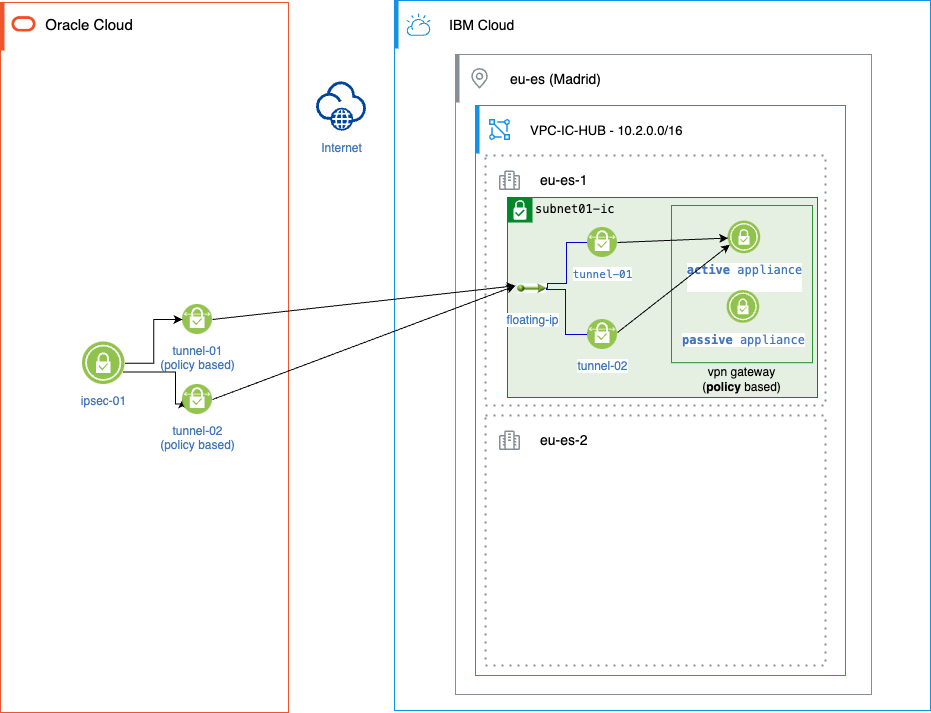 Oracle Cloud
IBM Cloud
eu-es (Madrid)
Internet
VPC-IC-HUB - 10.2.0.0/16
eu-es-1
subnet01-ic
tunnel-01
active appliance
floating-ip
passive appliance
tunnel-02
vpn gateway
(policy based)
tunnel-01
(policy based)
ipsec-01
tunnel-02
(policy based)
eu-es-2